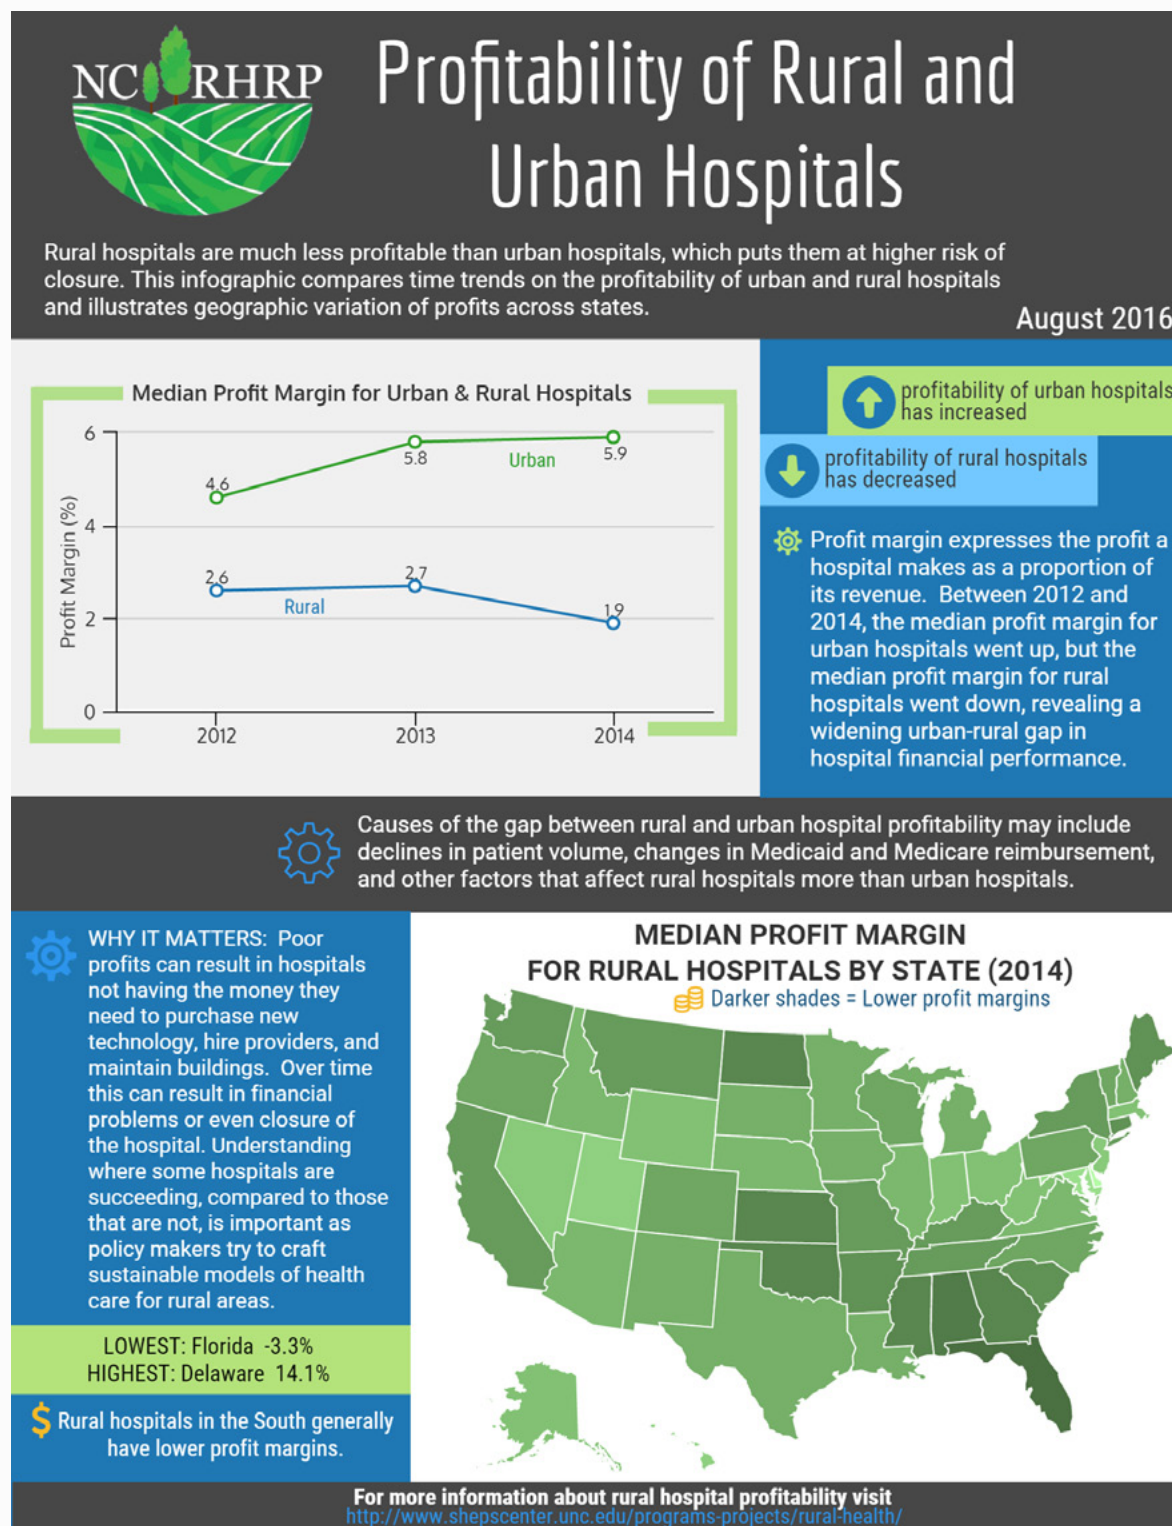 NC RHRP
Profitability of Rural and
Urban Hospitals
Rural hospitals are much less profitable than urban hospitals, which puts them at higher risk of
closure. This infographic compares time trends on the profitability of urban and rural hospitals
and illustrates geographic variation of profits across states.
August 2016
Median Profit Margin for Urban & Rural Hospitals
Profit Margin (%)
6
4
2
0
4.6
5.8
5.9
Urban
2.6
2.7
1.9
Rural
2012
2013
2014
profitability of urban hospitals
has increased
profitability of rural hospitals
has decreased
Profit margin expresses the profit a
hospital makes as a proportion of
its revenue. Between 2012 and
2014, the median profit margin for
urban hospitals went up, but the
median profit margin for rural
hospitals went down, revealing a
widening urban-rural gap in
hospital financial performance.
Causes of the gap between rural and urban hospital profitability may include
declines in patient volume, changes in Medicaid and Medicare reimbursement,
and other factors that affect rural hospitals more than urban hospitals.
WHY IT MATTERS: Poor
profits can result in hospitals
not having the money they
need to purchase new
technology, hire providers, and
maintain buildings. Over time
this can result in financial
problems or even closure of
the hospital. Understanding
where some hospitals are
succeeding, compared to those
that are not, is important as
policy makers try to craft
sustainable models of health
care for rural areas.
LOWEST: Florida -3.3%
HIGHEST: Delaware 14.1%
$ Rural hospitals in the South generally
have lower profit margins.
MEDIAN PROFIT MARGIN
FOR RURAL HOSPITALS BY STATE (2014)
Darker shades = Lower profit margins
For more information about rural hospital profitability visit
http://www.shepscenter.unc.edu/programs-projects/rural-health/